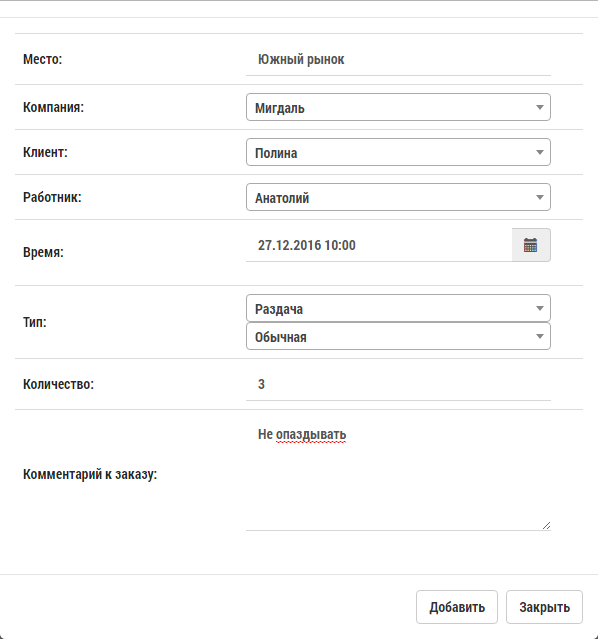 Место: Южный рынок
Компания: Мигдаль
Клиент: Полина
Работник: Анатолий
Время: 27.12.2016 10:00
Тип: Раздача
Обычная
Количество: 3
Не опаздывать
Комментарий к заказу:
Добавить Закрыть